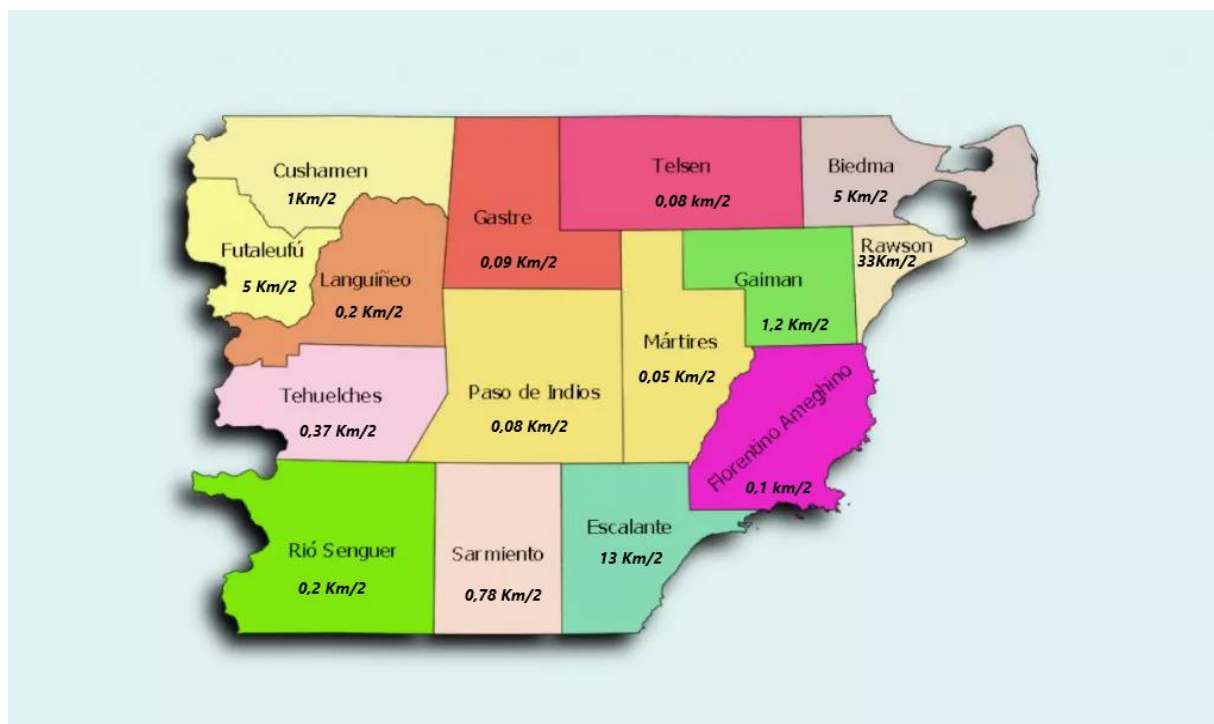 Cushamen
1Km/2
Telsen
0,08 km/2
Biedma
5 Km/2
Gastre
0,09 Km/2
Futaleufú
5 Km/2
Languiñeo
0,2 Km/2
Gaiman
1,2 Km/2
Rawson
33Km/2
Mártires
0,05 Km/2
Tehuelches
0,37 Km/2
Paso de Indios
0,08 Km/2
Florentino Ameghino
0,1 km/2
Rió Senguer
0,2 Km/2
Sarmiento
0,78 Km/2
Escalante
13 Km/2